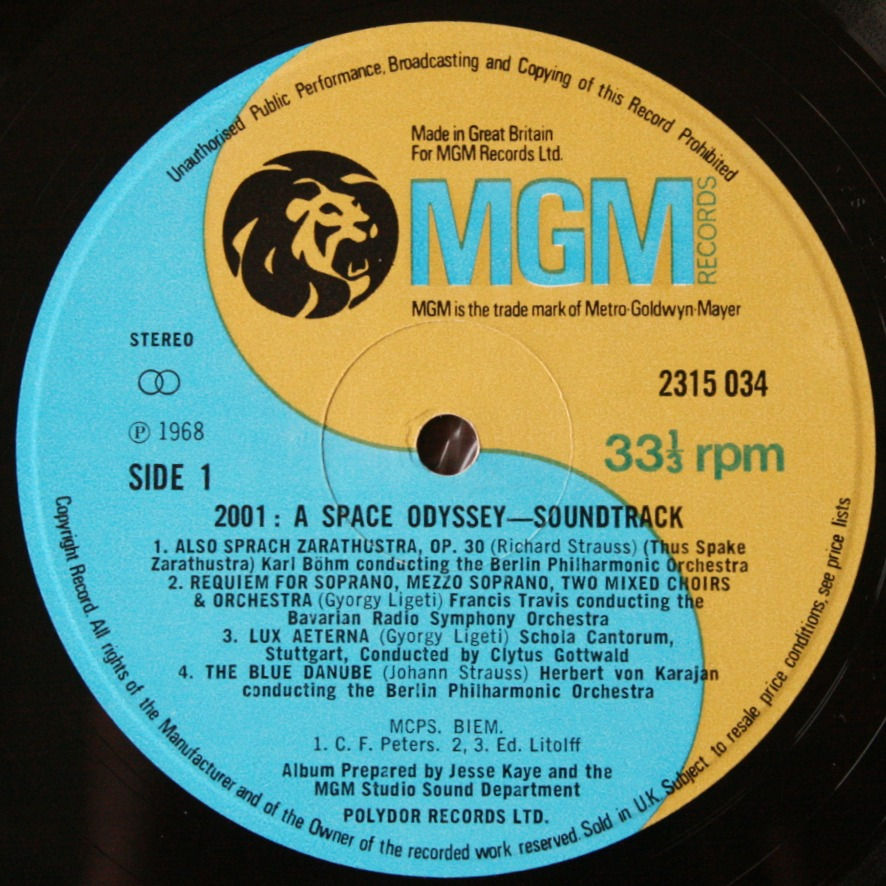 Unauthorised Public Performance, Broadcasting and Copying of this Record Prohibited
Made in Great Britain
For MGM Records Ltd.
MGM RECORDS
MGM is the trade mark of Metro-Goldwyn-Mayer
STEREO
2315 034
℗ 1968
33⅓ rpm
SIDE 1
2001: A SPACE ODYSSEY—SOUNDTRACK
1. ALSO SPRACH ZARATHUSTRA, OP. 30 (Richard Strauss) (Thus Spake
Zarathustra) Karl Böhm conducting the Berlin Philharmonic Orchestra
2. REQUIEM FOR SOPRANO, MEZZO SOPRANO, TWO MIXED CHOIRS
& ORCHESTRA (Gyorgy Ligeti) Francis Travis conducting the
Bavarian Radio Symphony Orchestra
3. LUX AETERNA (Gyorgy Ligeti) Schola Cantorum,
Stuttgart, Conducted by Clytus Gottwald
4. THE BLUE DANUBE (Johann Strauss) Herbert von Karajan
conducting the Berlin Philharmonic Orchestra
MCPS. BIEM.
1. C. F. Peters. 2, 3. Ed. Litolff
Album Prepared by Jesse Kaye and the
MGM Studio Sound Department
POLYDOR RECORDS LTD.
Copyright Record. All rights of the Manufacturer and of the Owner of the recorded work reserved. Sold in U.K. Subject to resale price conditions, see price lists